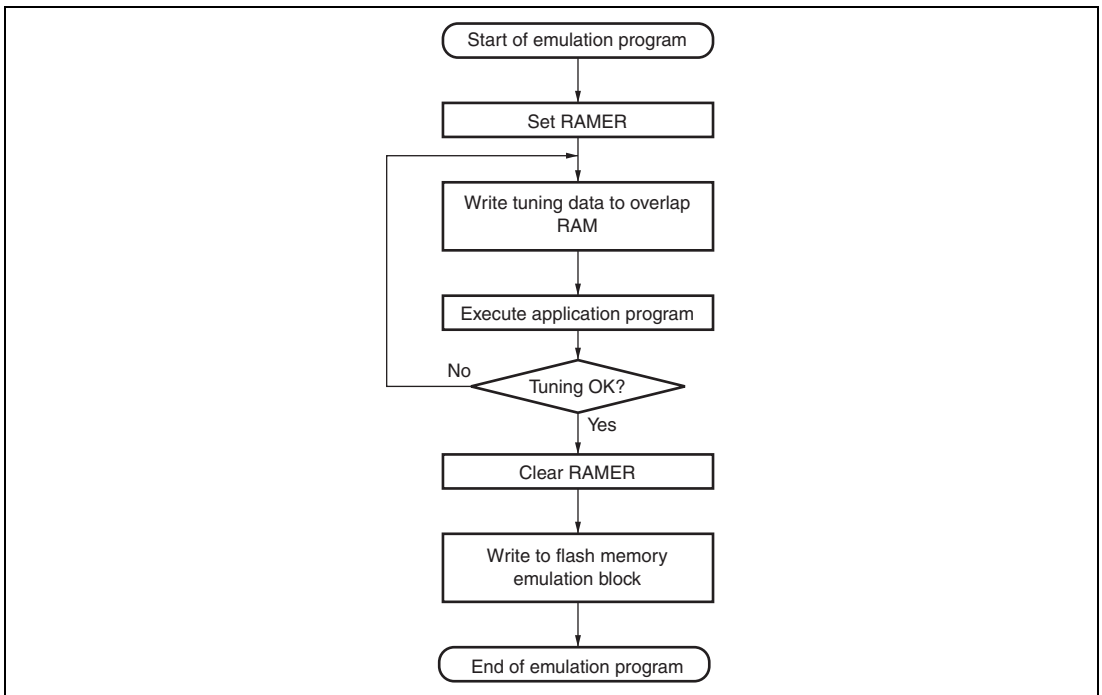 Start of emulation program
Set RAMER
Write tuning data to overlap
RAM
Execute application program
No
Tuning OK?
Yes
Clear RAMER
Write to flash memory
emulation block
End of emulation program